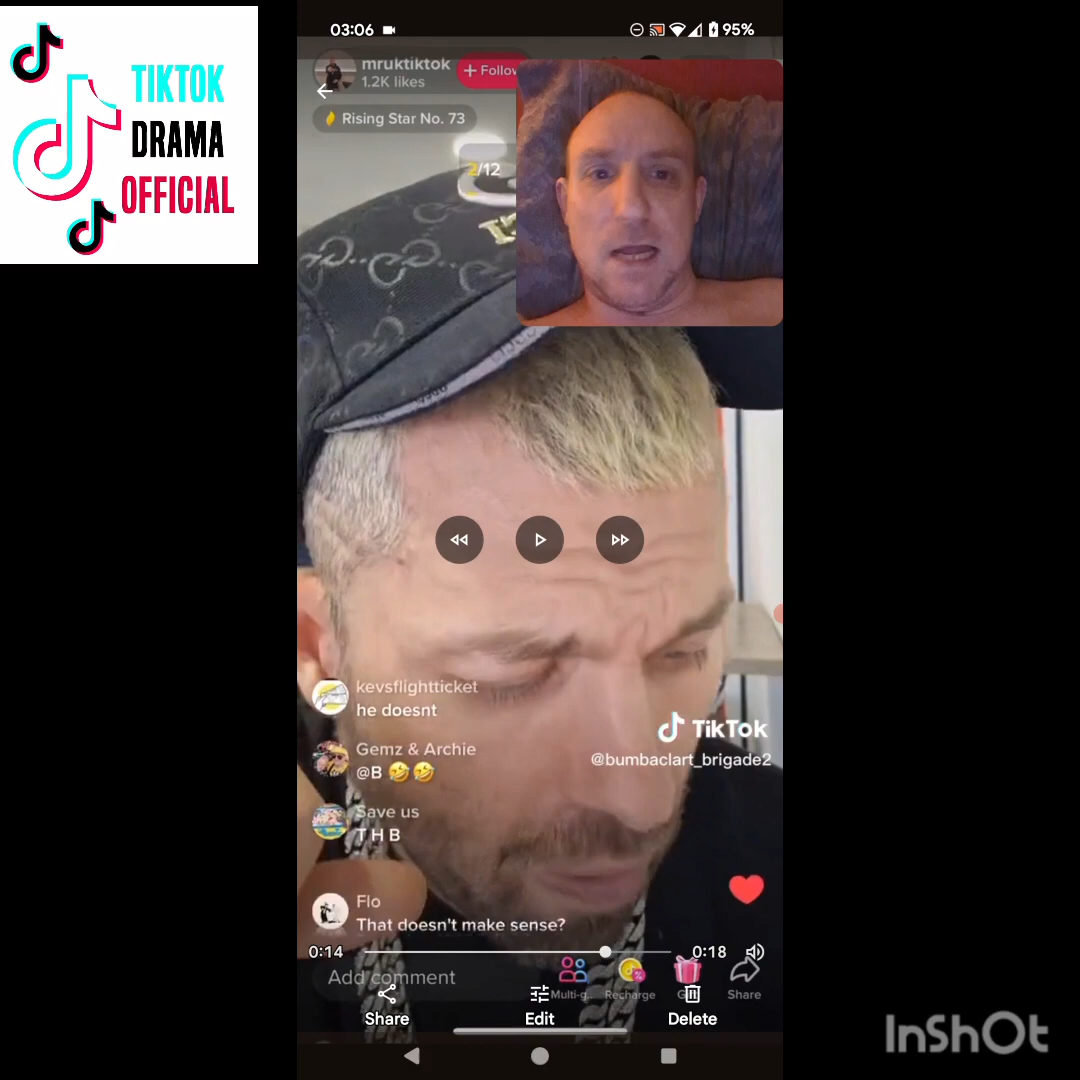 TIKTOK
DRAMA
OFFICIAL
03:06
95%
mruktiktok
+ Follow
1.2K likes
Rising Star No. 73
2/12
kevsflightticket
he doesnt
Gemz & Archie
@B 🤣🤣
Save us
T H B
TikTok
@bumbaclart_brigade2
Flo
That doesn't make sense?
0:14
0:18
Add comment
Multi-g..
Recharge
Share
Share
Edit
Delete
InShOt